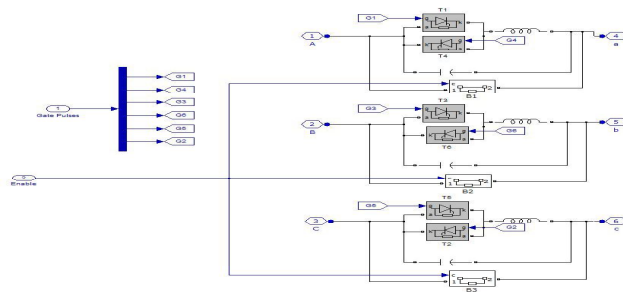 T1
G1
1
A
G4
T4
4
a
B1
G1
G4
G3
G6
G5
G2
1
Gate Pulses
T3
G3
2
B
G6
T6
5
b
Enable
B2
T5
G5
3
C
G2
T2
6
c
B3